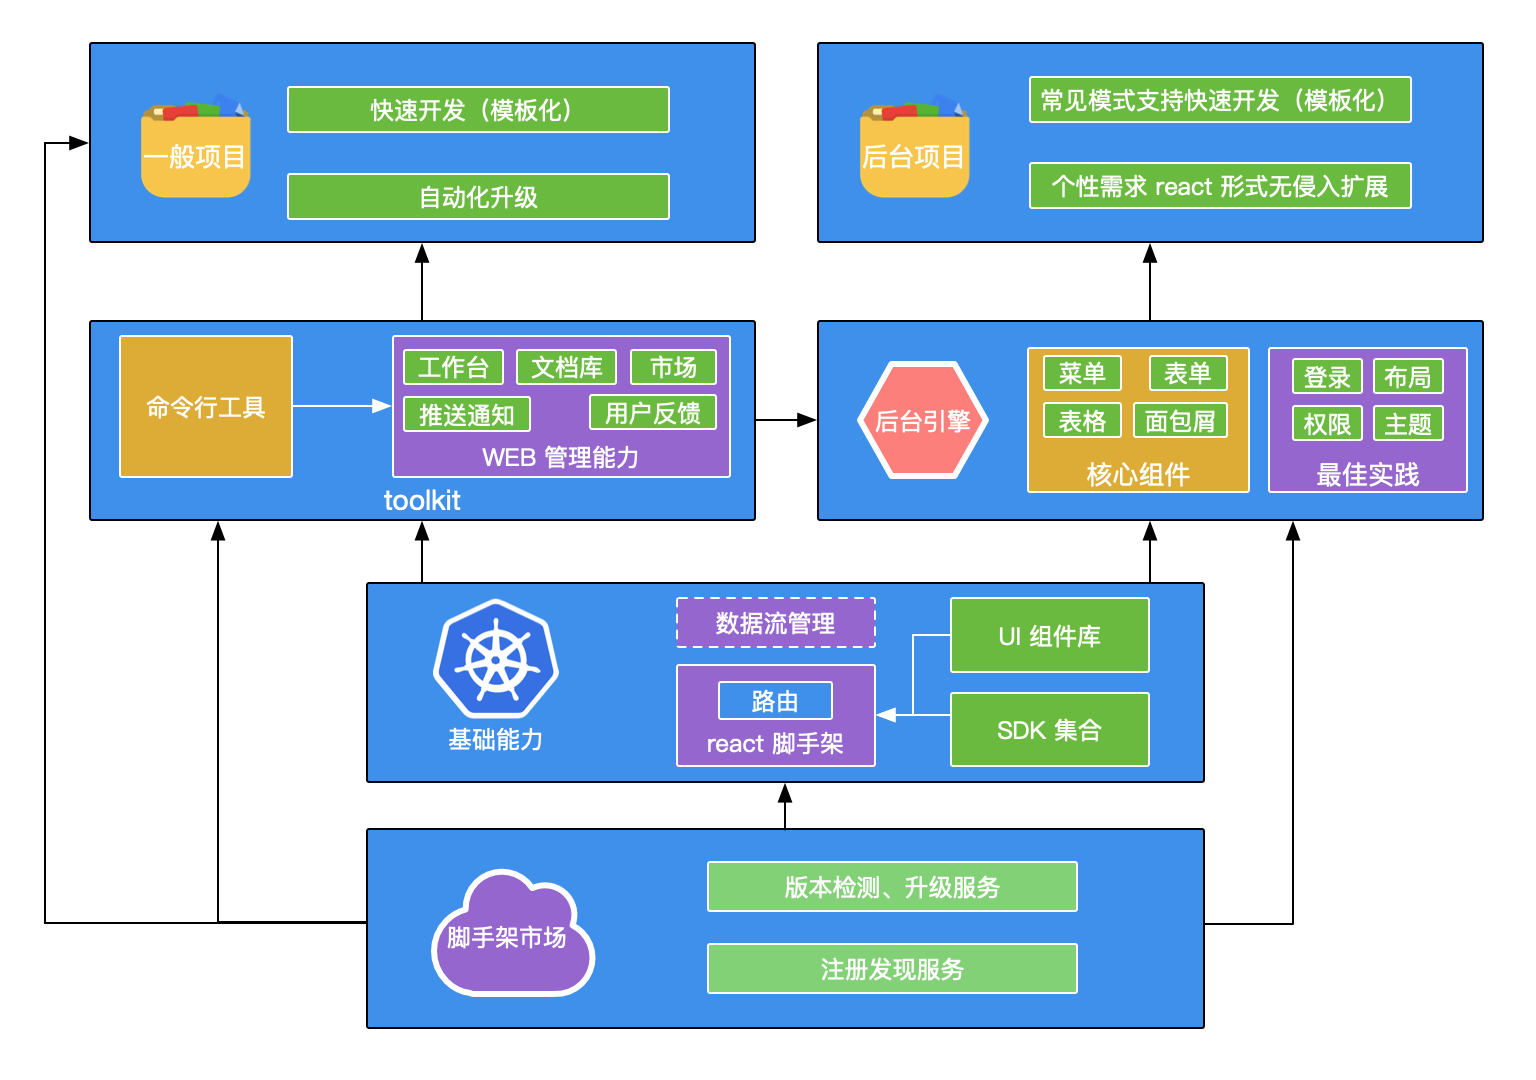 一般项目
快速开发（模板化）
自动化升级
后台项目
常见模式支持快速开发（模板化）
个性需求 react 形式无侵入扩展
命令行工具
工作台
文档库
市场
推送通知
用户反馈
WEB 管理能力
toolkit
后台引擎
菜单
表单
表格
面包屑
核心组件
登录
布局
权限
主题
最佳实践
基础能力
数据流管理
路由
react 脚手架
UI 组件库
SDK 集合
脚手架市场
版本检测、升级服务
注册发现服务